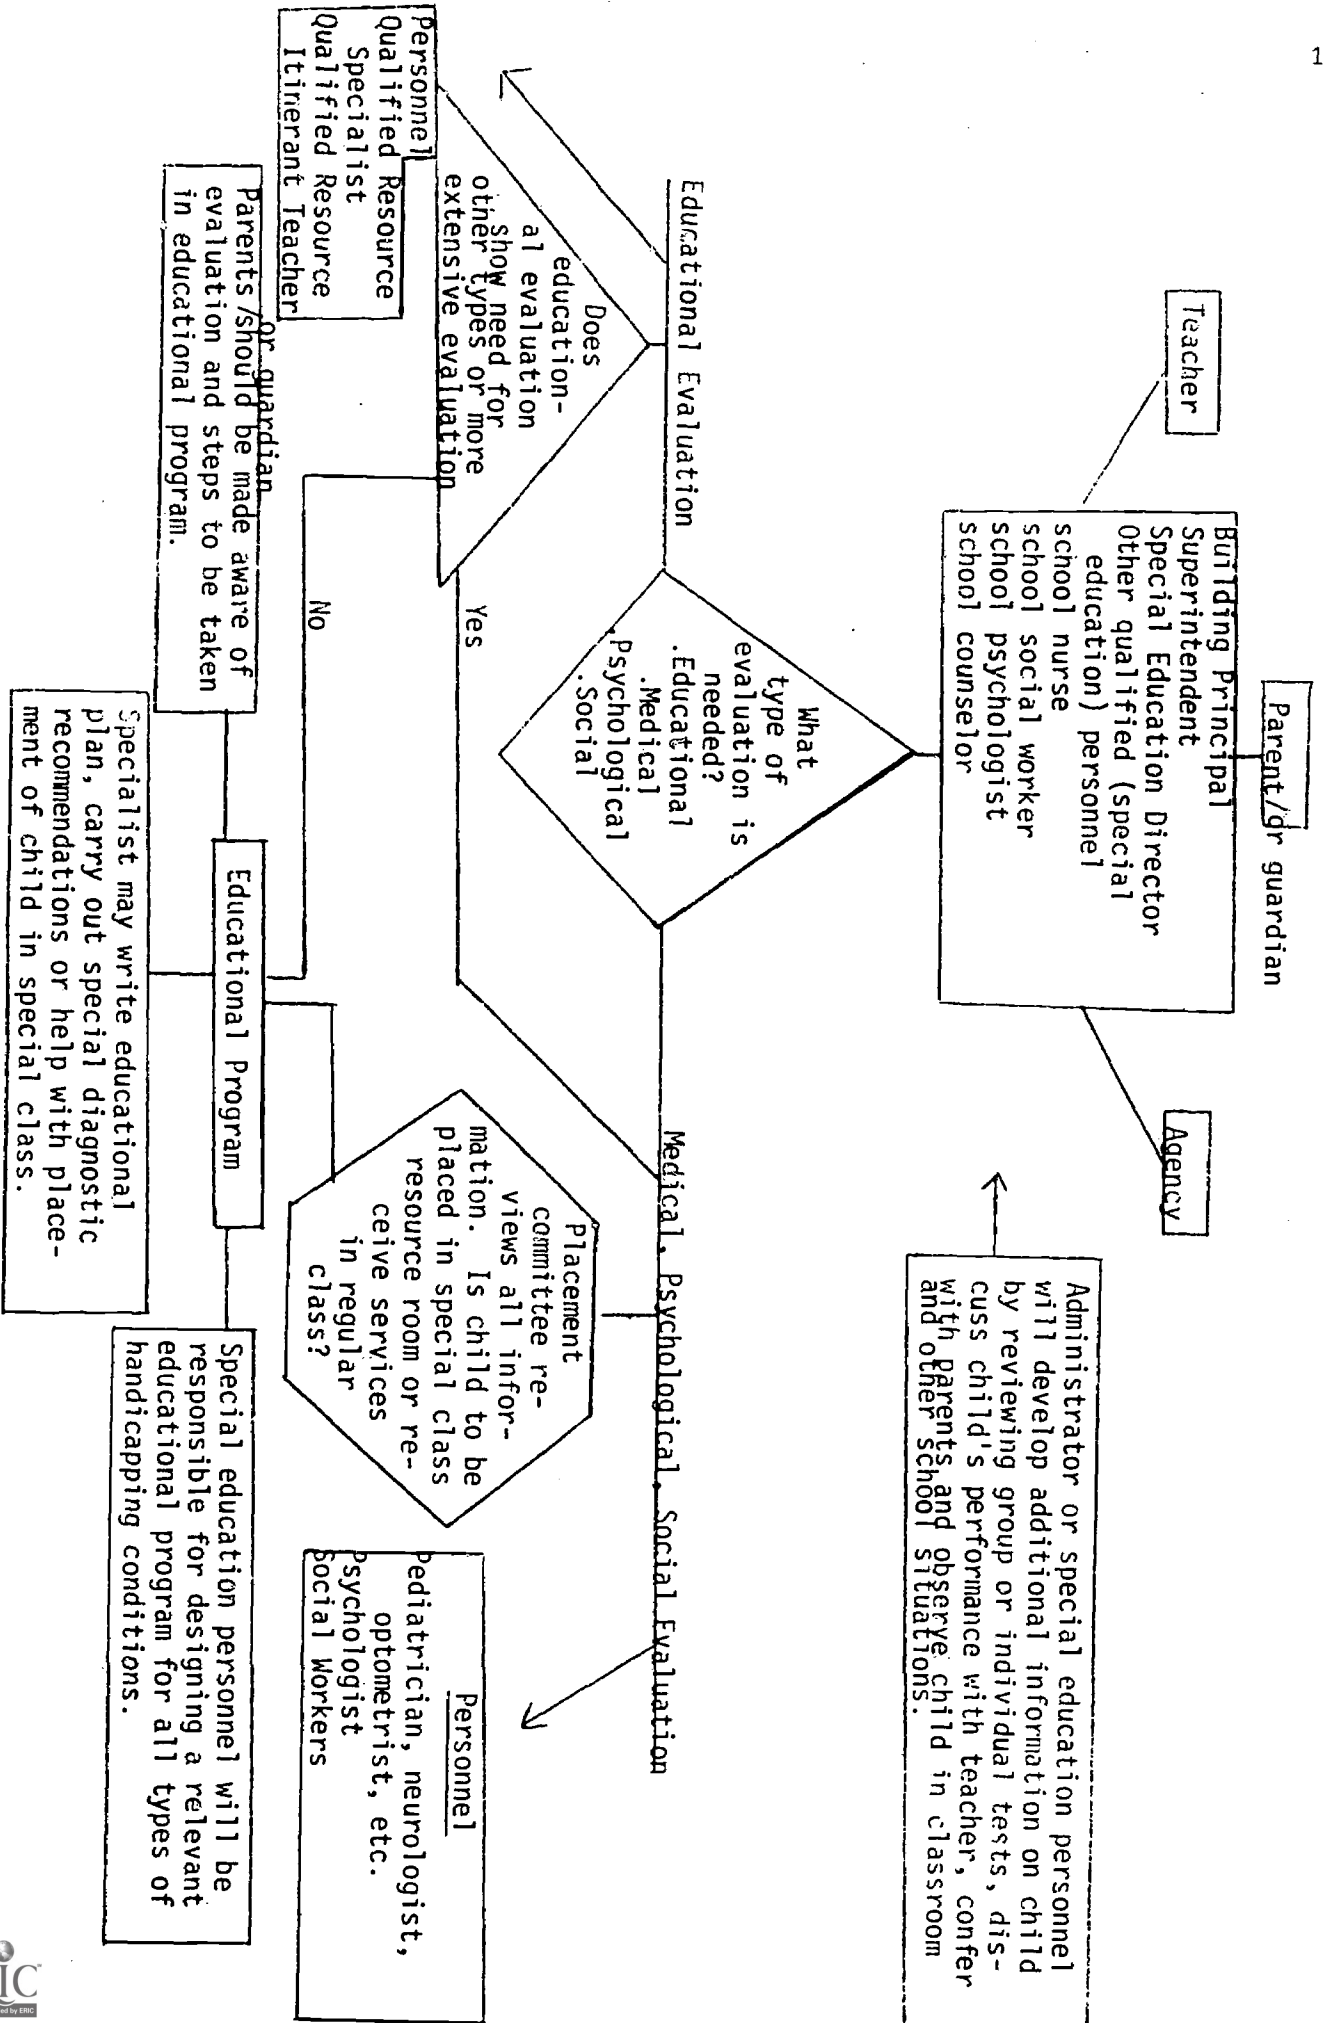 1
Parent/or guardian
Teacher
Agency
Building Principal
Superintendent
Special Education Director
Other qualified (special
education) personnel
school nurse
school social worker
school psychologist
school counselor
Administrator or special education personnel
will develop additional information on child
by reviewing group or individual tests, dis-
cuss child's performance with teacher, confer
with parents and observe child in classroom
and other school situations.
What
type of
evaluation is
needed?
.Educational
.Medical
.Psychological
.Social
Educational Evaluation
Medical, Psychological, Social Evaluation
Does
education-
al evaluation
show need for
other types or more
extensive evaluation
Yes
No
Personnel
Qualified Resource
Specialist
Qualified Resource
Itinerant Teacher
Placement
committee re-
views all infor-
mation. Is child to be
placed in special class
resource room or re-
ceive services
in regular
class?
Personnel
Pediatrician, neurologist,
optometrist, etc.
Psychologist
Social Workers
or guardian
Parents/should be made aware of
evaluation and steps to be taken
in educational program.
Educational Program
Specialist may write educational
plan, carry out special diagnostic
recommendations or help with place-
ment of child in special class.
Special education personnel will be
responsible for designing a relevant
educational program for all types of
handicapping conditions.